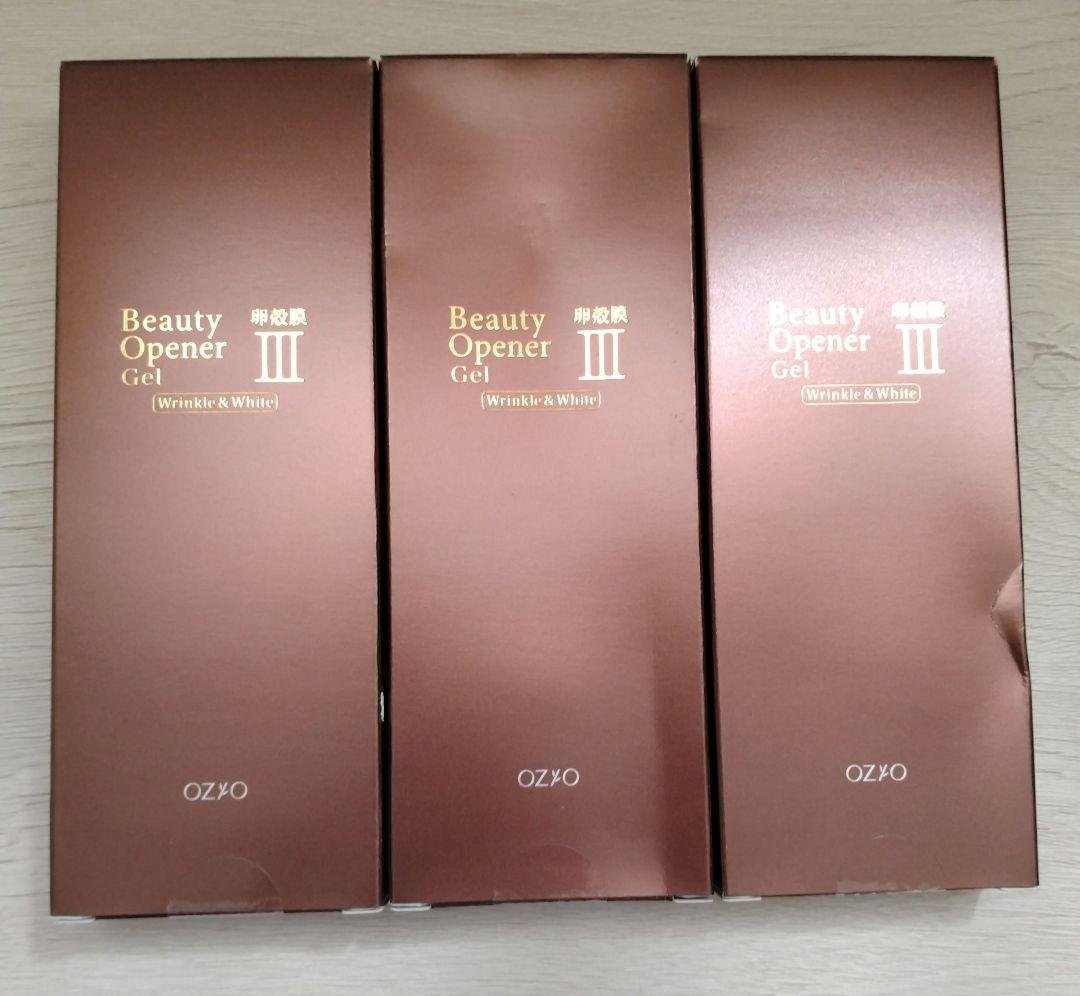 Beauty
Opener
Gel
卵殻膜
III
Wrinkle & White
OZIO
Beauty
Opener
Gel
卵殻膜
III
Wrinkle & White
OZIO
Beauty
Opener
Gel
卵殻膜
III
Wrinkle & White
OZIO